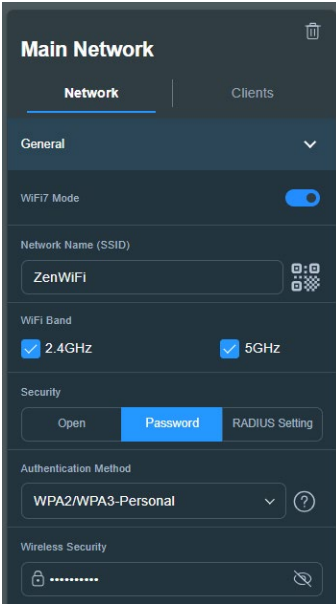 Main Network
Network Clients
General
WiFi7 Mode
Network Name (SSID)
ZenWiFi
WiFi Band
2.4GHz 5GHz
Security
Open Password RADIUS Setting
Authentication Method
WPA2/WPA3-Personal ?
Wireless Security
••••••••••